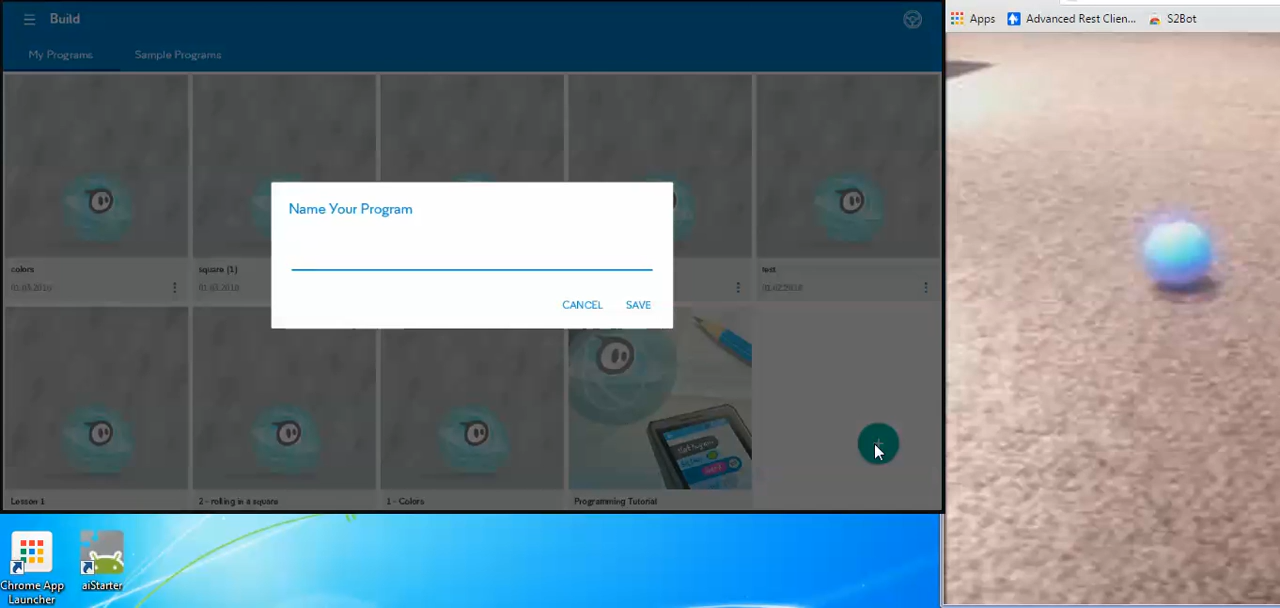 Build
My Programs Sample Programs
Name Your Program
CANCEL SAVE
colors
square (1)
test
Lesson 1
2 - rolling in a square
1 - Colors
Programming Tutorial
Apps Advanced Rest Clien... S2Bot
Chrome App
Launcher
aiStarter